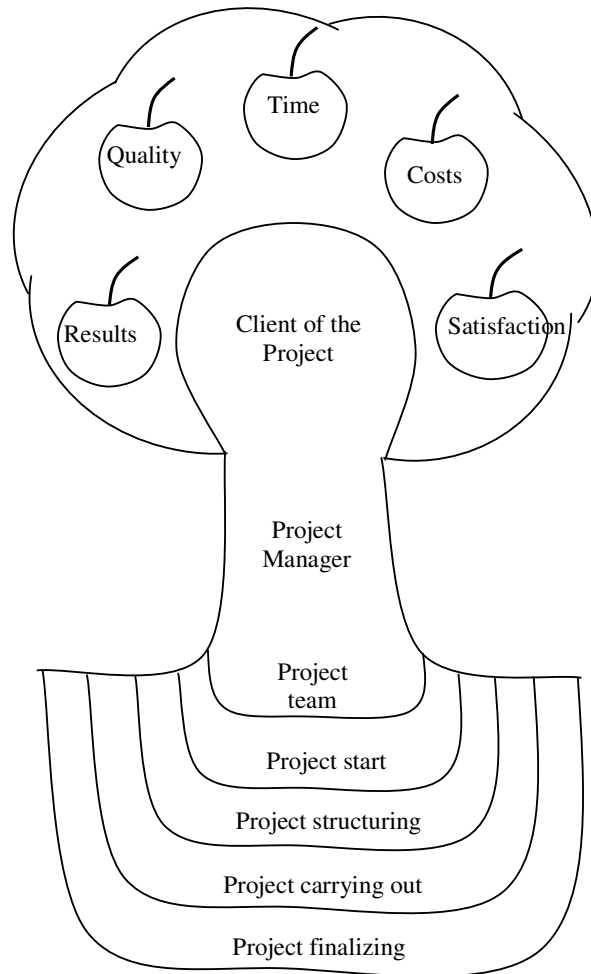 Time
Quality
Costs
Results
Client of the
Project
Satisfaction
Project
Manager
Project
team
Project start
Project structuring
Project carrying out
Project finalizing